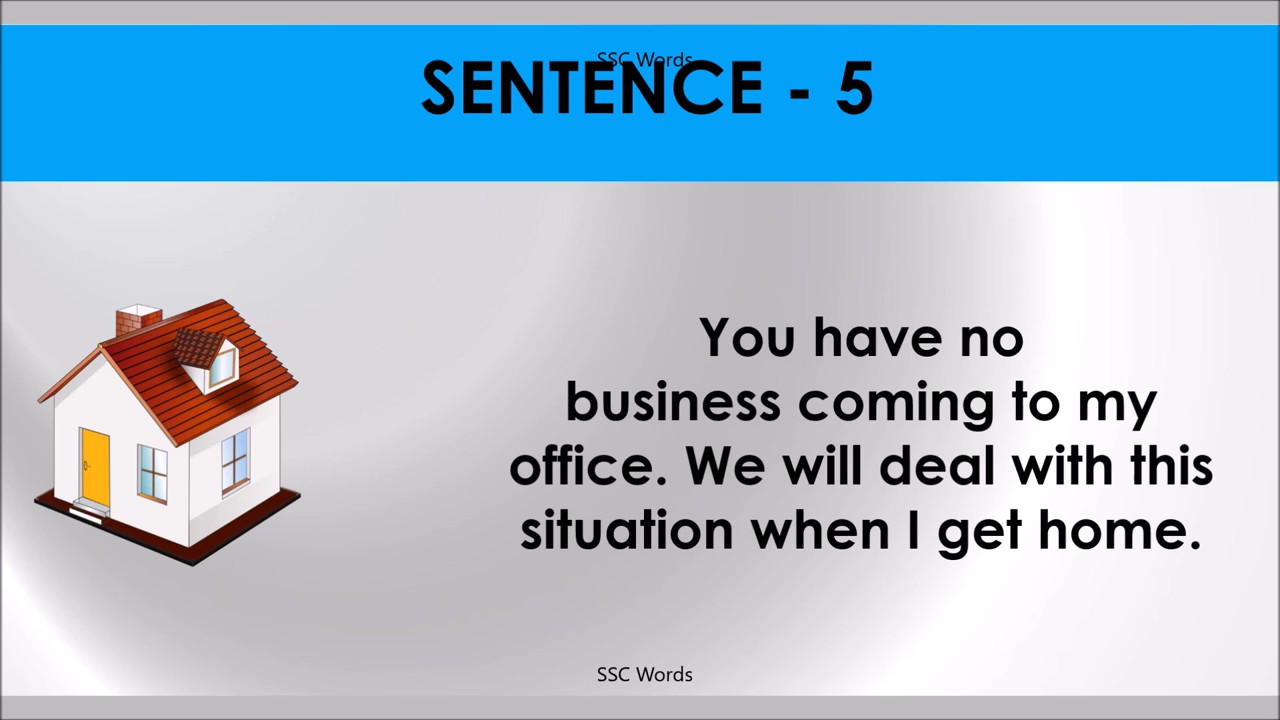 SSC Words
SENTENCE - 5
You have no
business coming to my
office. We will deal with this
situation when I get home.
SSC Words